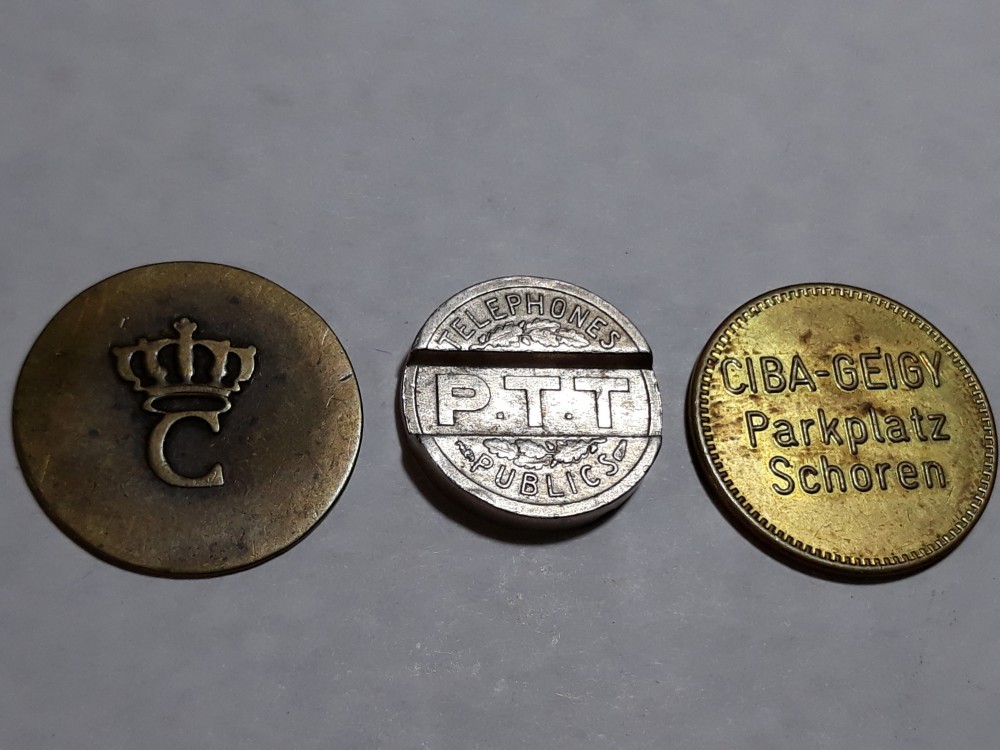 C
TELEPHONES
P.T.T
PUBLICS
CIBA-GEIGY
Parkplatz
Schoren